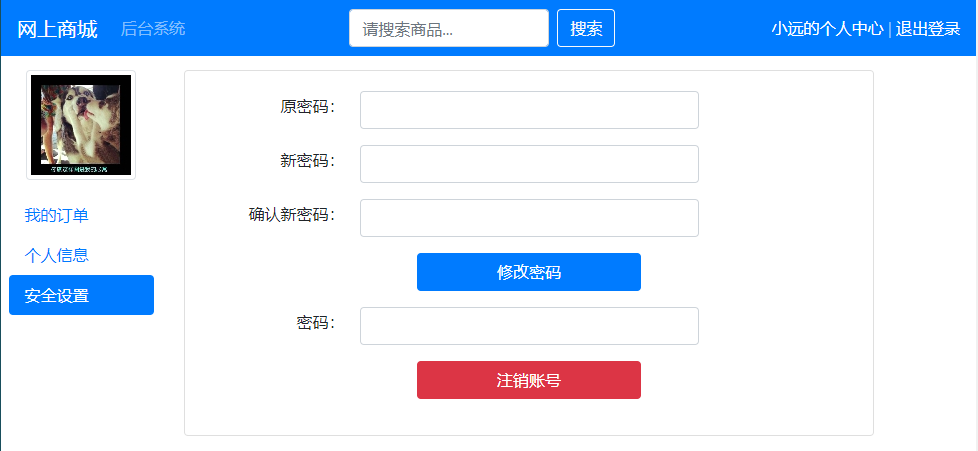 网上商城 后台系统 请搜索商品... 搜索 小远的个人中心 | 退出登录
原密码：
新密码：
确认新密码：
修改密码
密码：
注销账号
我的订单
个人信息
安全设置